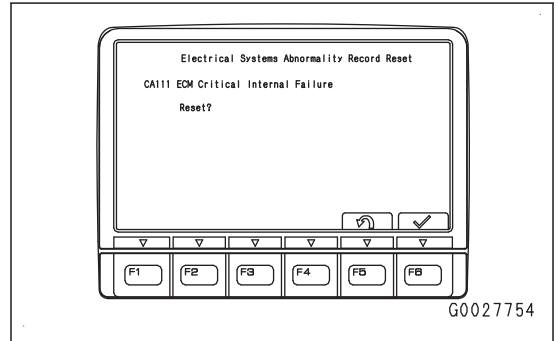 Electrical Systems Abnormality Record Reset
CA111 ECM Critical Internal Failure
Reset?
F1 F2 F3 F4 F5 F6
G0027754